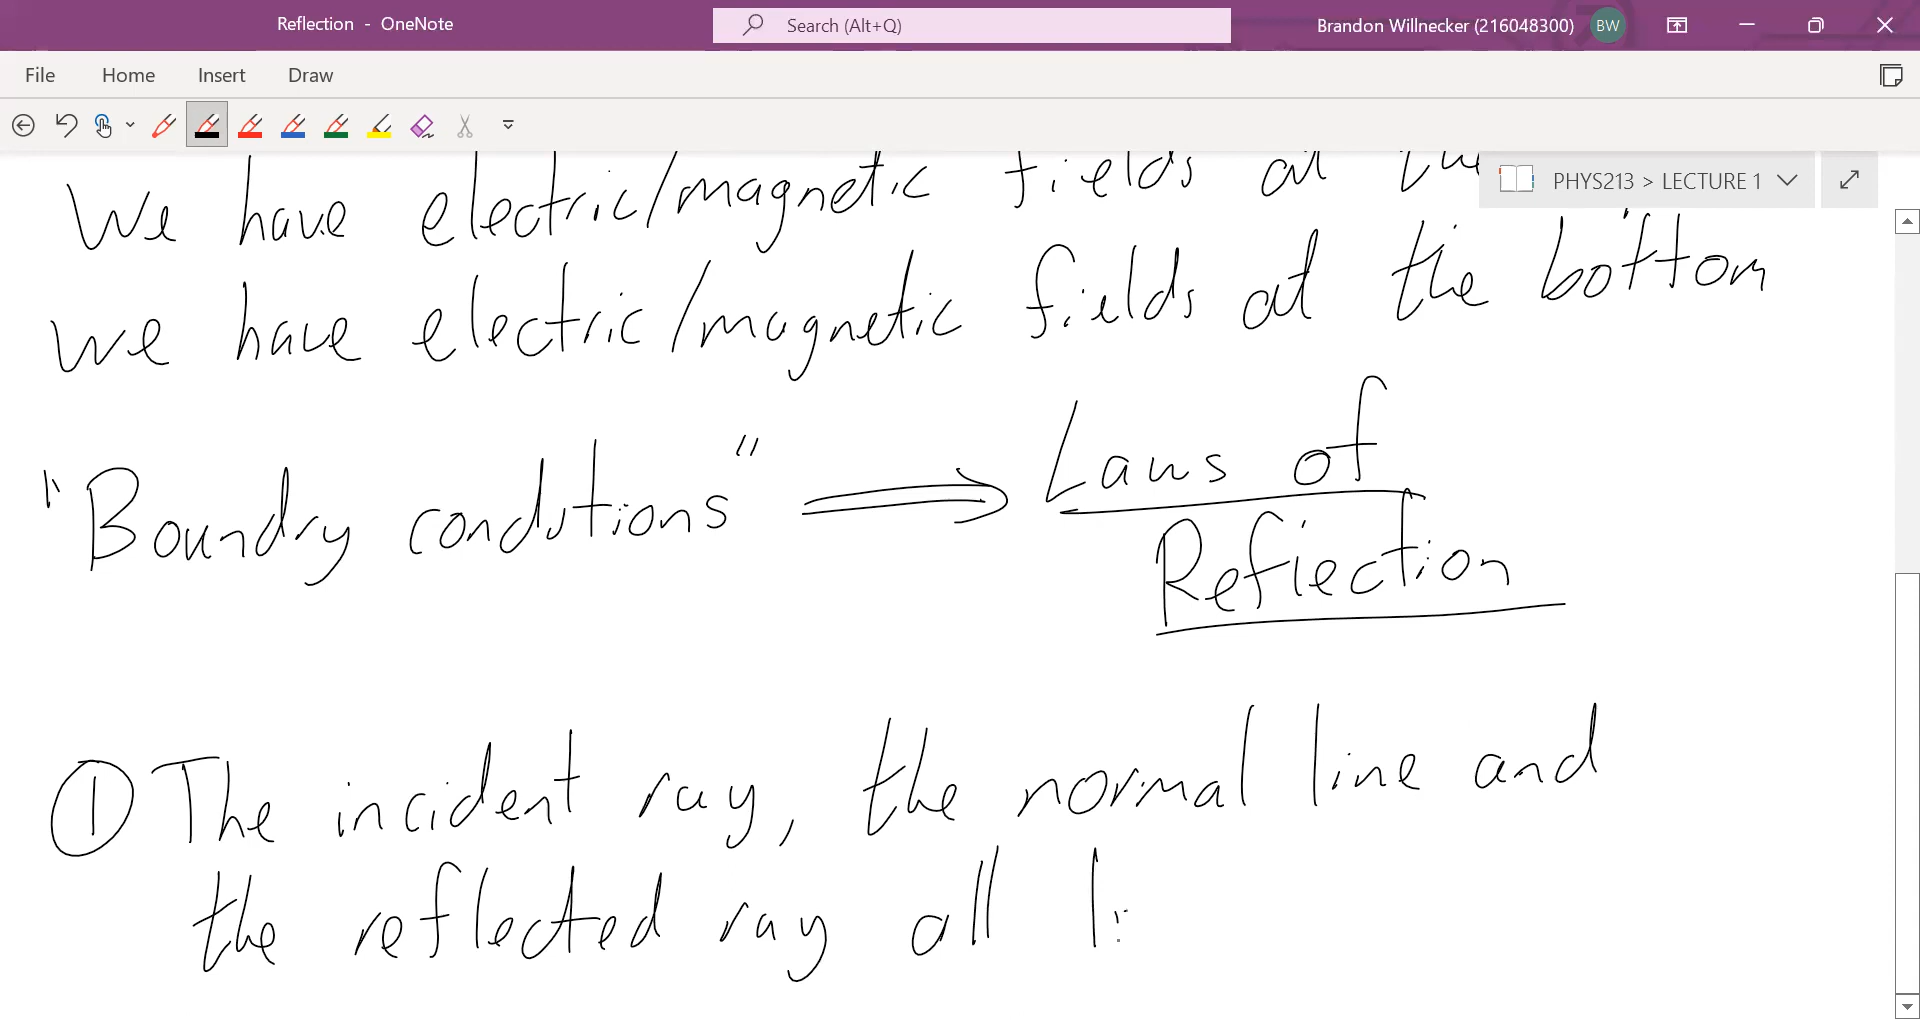 Reflection - OneNote
Search (Alt+Q)
Brandon Willnecker (216048300)
BW
File Home Insert Draw
PHYS213 > LECTURE 1
We have electric/magnetic fields at the
we have electric/magnetic fields at the bottom
"Boundry conditions" ⟹ Laws of
Reflection
① The incident ray, the normal line and
the reflected ray all